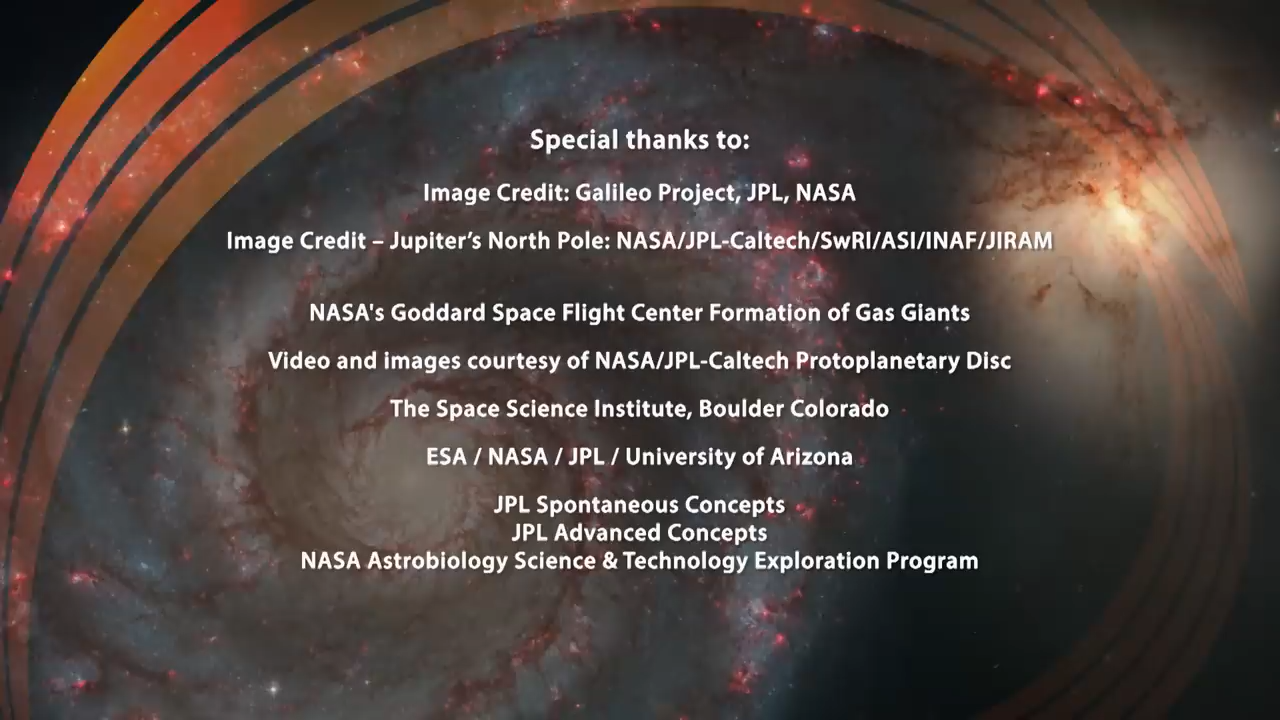 Special thanks to:
Image Credit: Galileo Project, JPL, NASA
Image Credit – Jupiter’s North Pole: NASA/JPL-Caltech/SwRI/ASI/INAF/JIRAM
NASA's Goddard Space Flight Center Formation of Gas Giants
Video and images courtesy of NASA/JPL-Caltech Protoplanetary Disc
The Space Science Institute, Boulder Colorado
ESA / NASA / JPL / University of Arizona
JPL Spontaneous Concepts
JPL Advanced Concepts
NASA Astrobiology Science & Technology Exploration Program